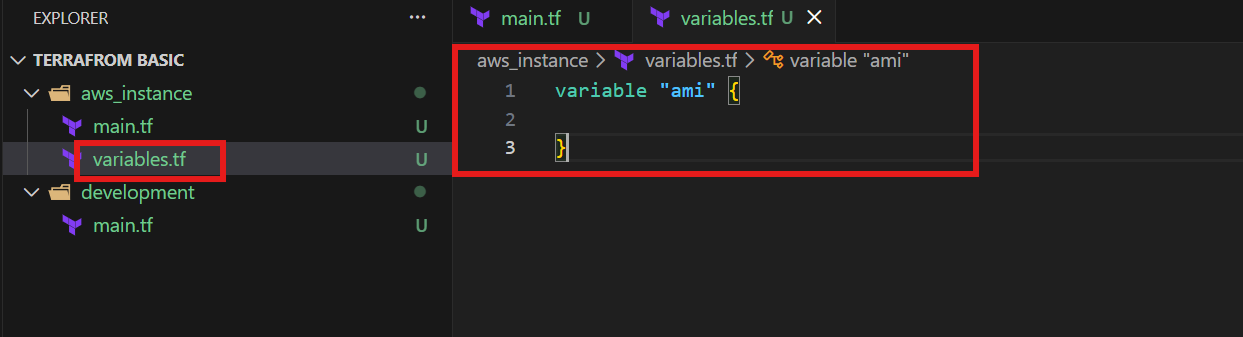 EXPLORER ···
TERRAFROM BASIC
aws_instance
main.tf U
variables.tf U
development
main.tf U
main.tf U variables.tf U
aws_instance > variables.tf > variable "ami"
1 variable "ami" {
2
3 }